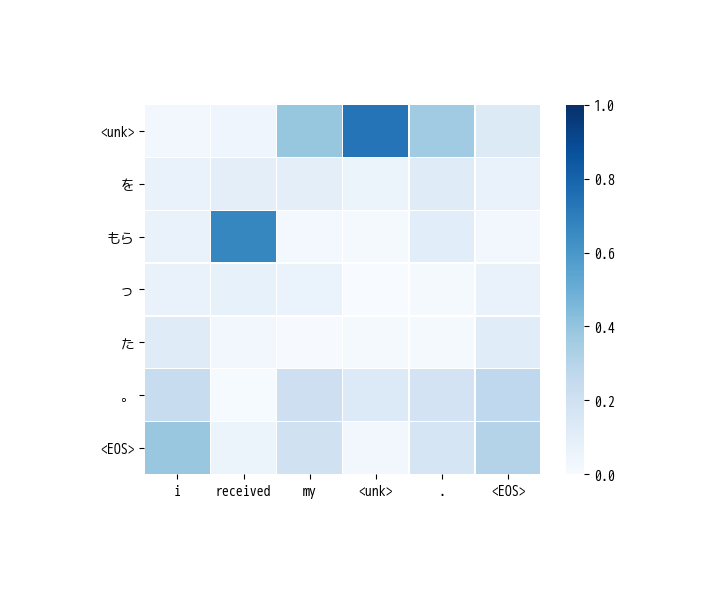 <unk>
を
もら
っ
た
。
<EOS>
i received my <unk> . <EOS>
1.0
0.8
0.6
0.4
0.2
0.0